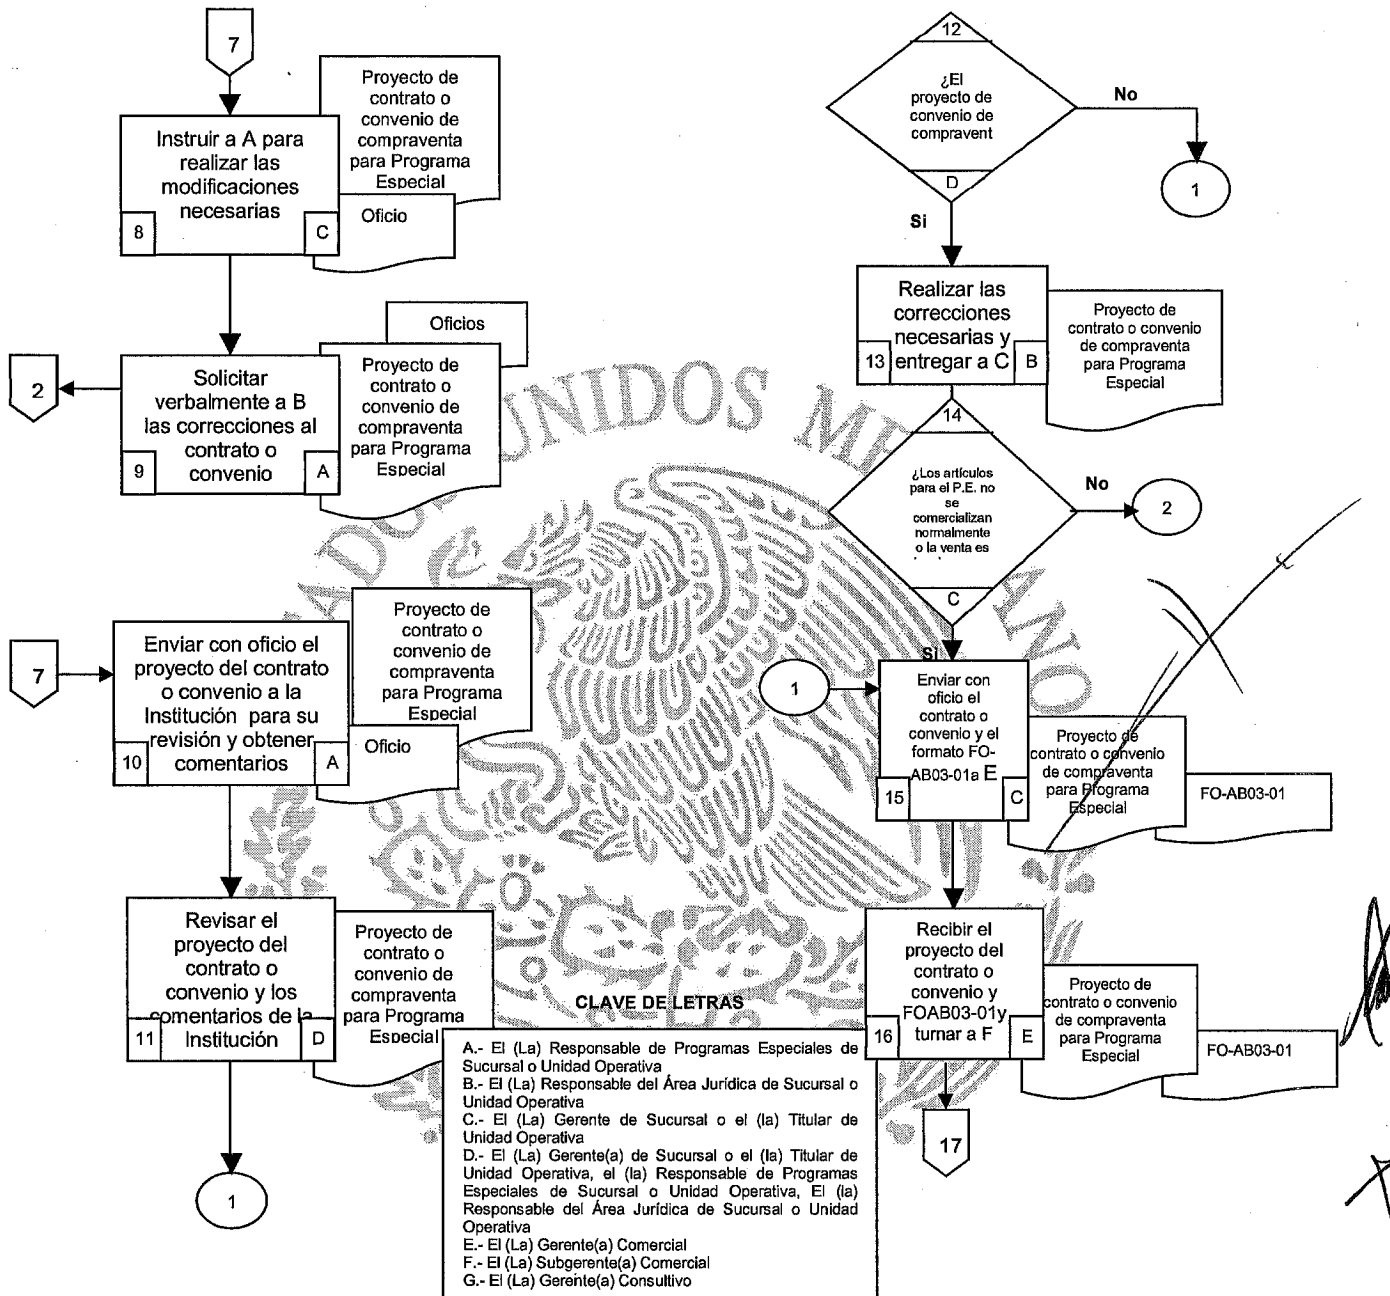 7
Instruir a A para
realizar las
modificaciones
necesarias
8
C
Proyecto de
contrato o
convenio de
compraventa
para Programa
Especial
Oficio
2
Solicitar
verbalmente a B
las correcciones al
contrato o
convenio
9
A
Oficios
Proyecto de
contrato o
convenio de
compraventa
para Programa
Especial
7
Enviar con oficio el
proyecto del contrato
o convenio a la
Institución para su
revisión y obtener
comentarios
10
A
Proyecto de
contrato o
convenio de
compraventa
para Programa
Especial
Oficio
Revisar el
proyecto del
contrato o
convenio y los
comentarios de la
Institución
11
D
Proyecto de
contrato o
convenio de
compraventa
para Programa
Especial
1
12
¿El
proyecto de
convenio de
compravent
D
No
1
Si
Realizar las
correcciones
necesarias y
entregar a C
13
B
Proyecto de
contrato o convenio
de compraventa
para Programa
Especial
14
¿Los artículos
para el P.E. no
se
comercializan
normalmente
o la venta es
C
No
2
Si
1
Enviar con
oficio el
contrato o
convenio y el
formato FO-
AB03-01a E
15
C
Proyecto de
contrato o convenio
de compraventa
para Programa
Especial
FO-AB03-01
Recibir el
proyecto del
contrato o
convenio y
FOAB03-01y
turnar a F
16
E
Proyecto de
contrato o convenio
de compraventa
para Programa
Especial
FO-AB03-01
17
CLAVE DE LETRAS
A.- El (La) Responsable de Programas Especiales de
Sucursal o Unidad Operativa
B.- El (La) Responsable del Área Jurídica de Sucursal o
Unidad Operativa
C.- El (La) Gerente de Sucursal o el (la) Titular de
Unidad Operativa
D.- El (La) Gerente(a) de Sucursal o el (la) Titular de
Unidad Operativa, el (la) Responsable de Programas
Especiales de Sucursal o Unidad Operativa, El (la)
Responsable del Área Jurídica de Sucursal o Unidad
Operativa
E.- El (La) Gerente(a) Comercial
F.- El (La) Subgerente(a) Comercial
G.- El (La) Gerente(a) Consultivo
UNIDOS